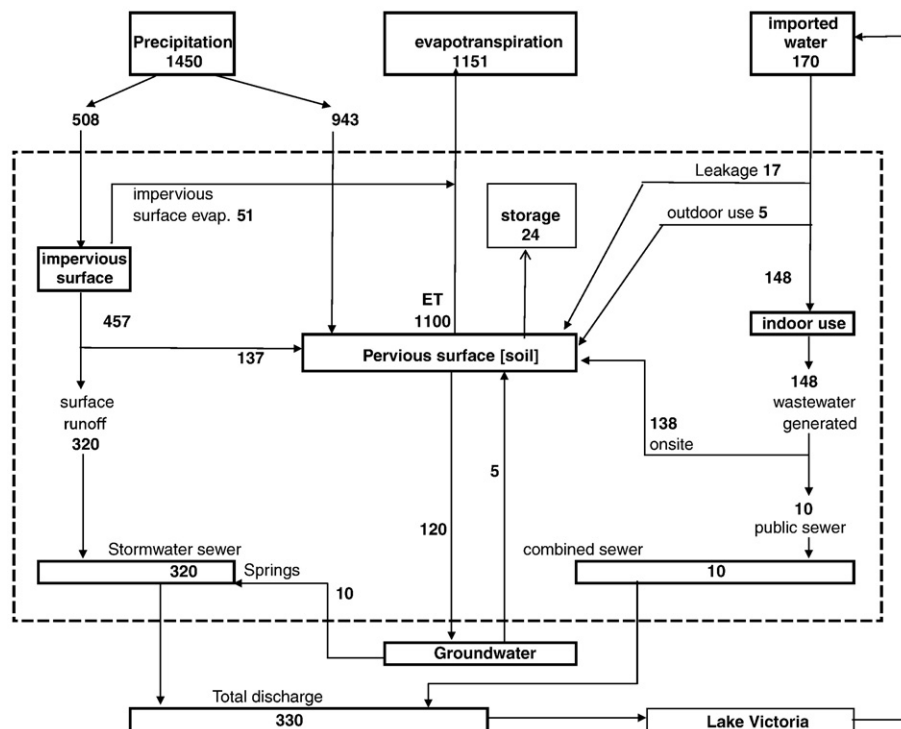 Precipitation
1450
evapotranspiration
1151
imported
water
170
508
943
Leakage 17
impervious
surface evap. 51
storage
24
outdoor use 5
impervious
surface
148
ET
1100
457
indoor use
137
Pervious surface [soil]
148
wastewater
generated
surface
runoff
320
138
onsite
5
10
public sewer
120
Stormwater sewer
320
Springs
10
combined sewer
10
Groundwater
Total discharge
330
Lake Victoria